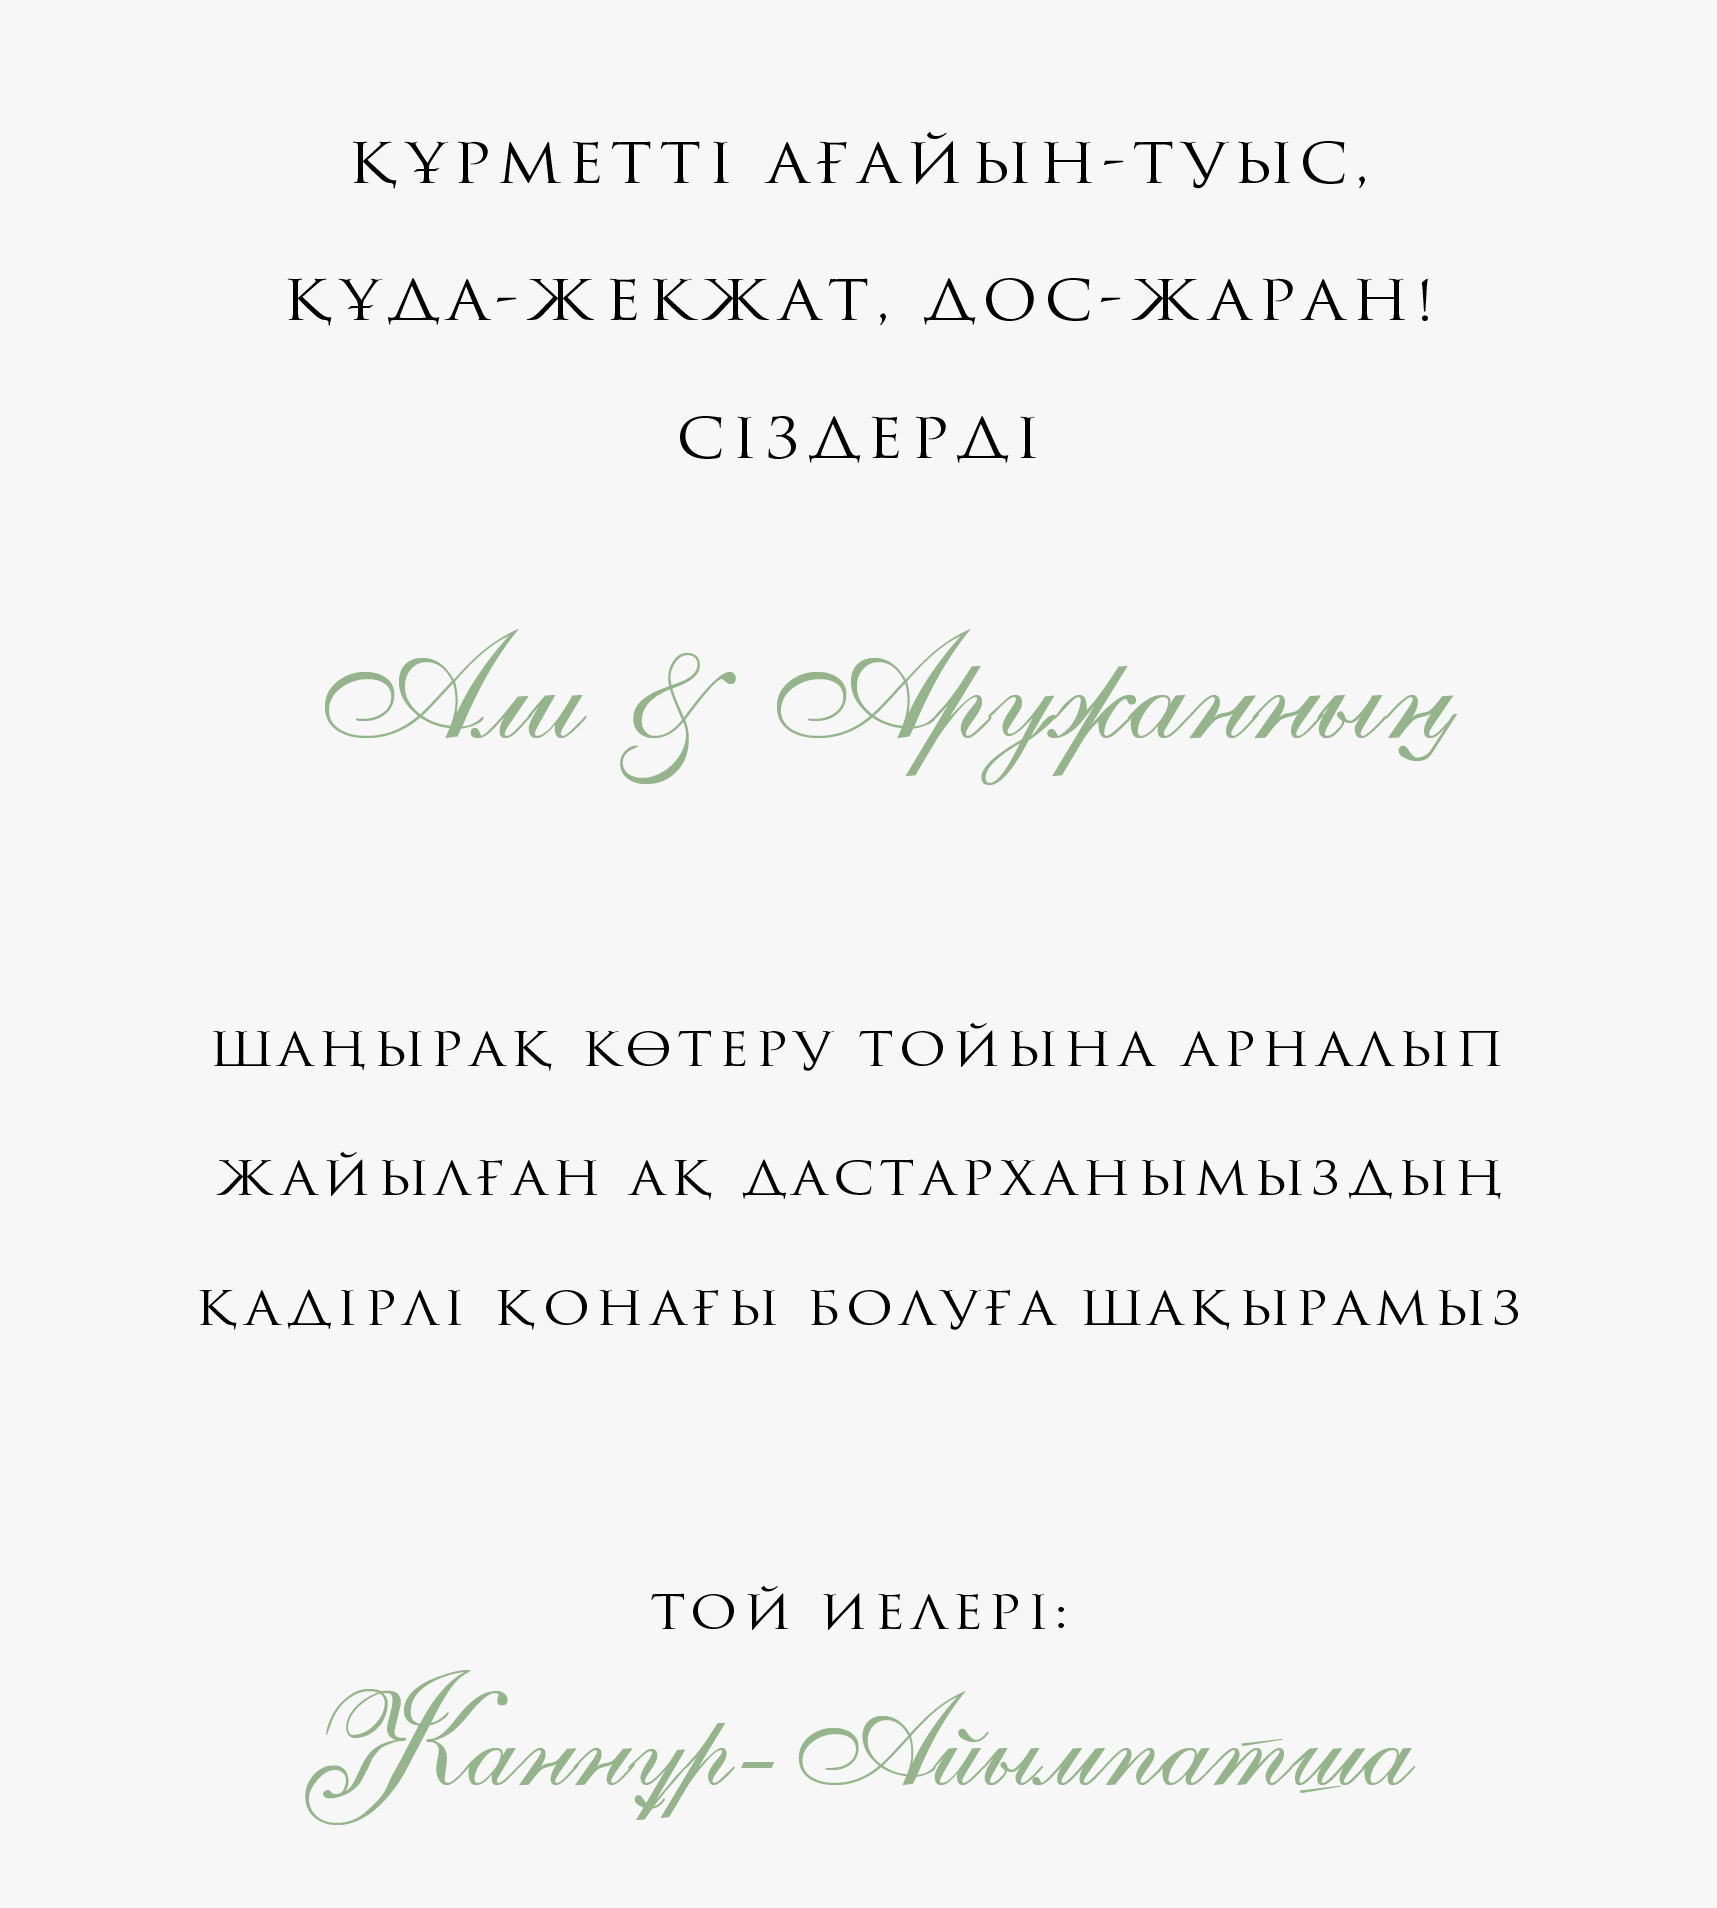 ҚҰРМЕТТІ АҒАЙЫН-ТУЫС,
ҚҰДА-ЖЕКЖАТ, ДОС-ЖАРАН!
СІЗДЕРДІ
Али & Аружанның
ШАҢЫРАҚ КӨТЕРУ ТОЙЫНА АРНАЛЫП
ЖАЙЫЛҒАН АҚ ДАСТАРХАНЫМЫЗДЫҢ
ҚАДІРЛІ ҚОНАҒЫ БОЛУҒА ШАҚЫРАМЫЗ
ТОЙ ИЕЛЕРІ:
Жаннұр-Айымпатша